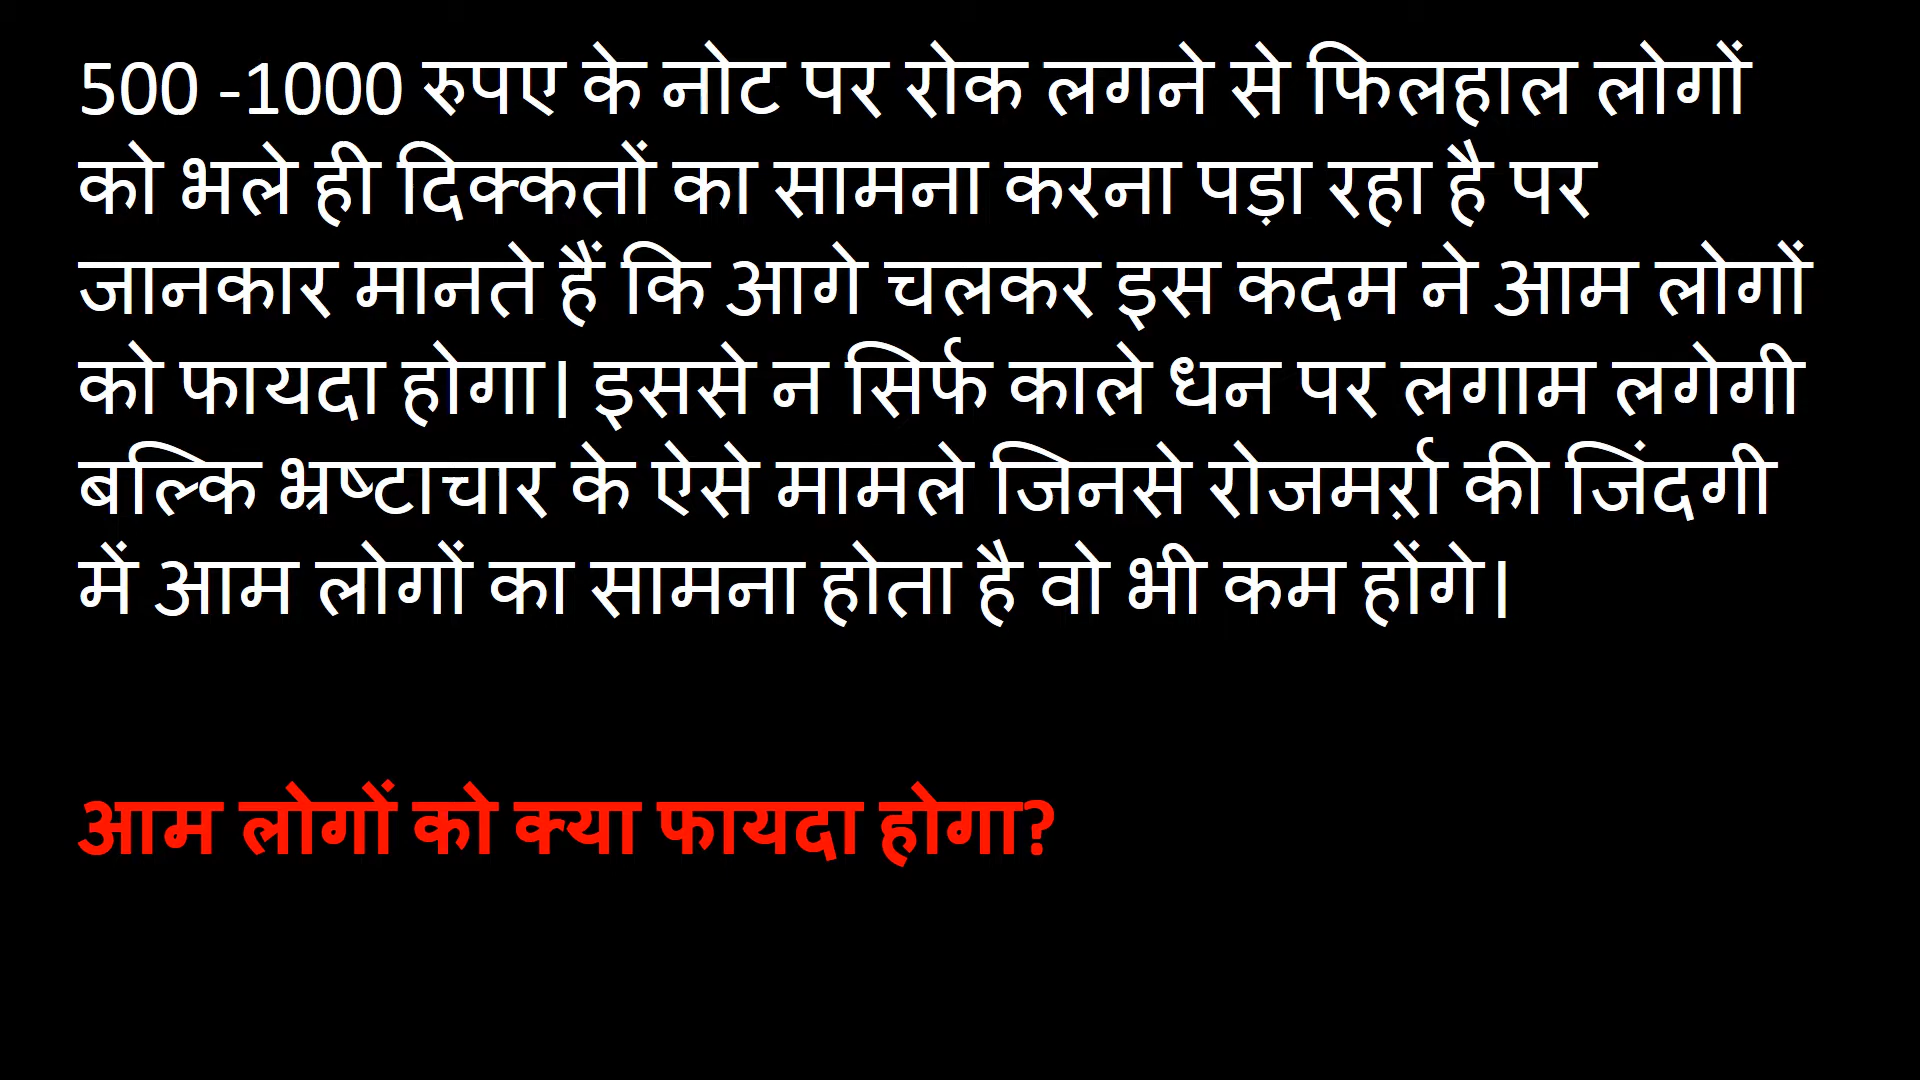 500 -1000 रुपए के नोट पर रोक लगने से फिलहाल लोगों
को भले ही दिक्कतों का सामना करना पड़ा रहा है पर
जानकार मानते हैं कि आगे चलकर इस कदम ने आम लोगों
को फायदा होगा। इससे न सिर्फ काले धन पर लगाम लगेगी
बल्कि भ्रष्टाचार के ऐसे मामले जिनसे रोजमर्ऱा की जिंदगी
में आम लोगों का सामना होता है वो भी कम होंगे।
आम लोगों को क्या फायदा होगा?